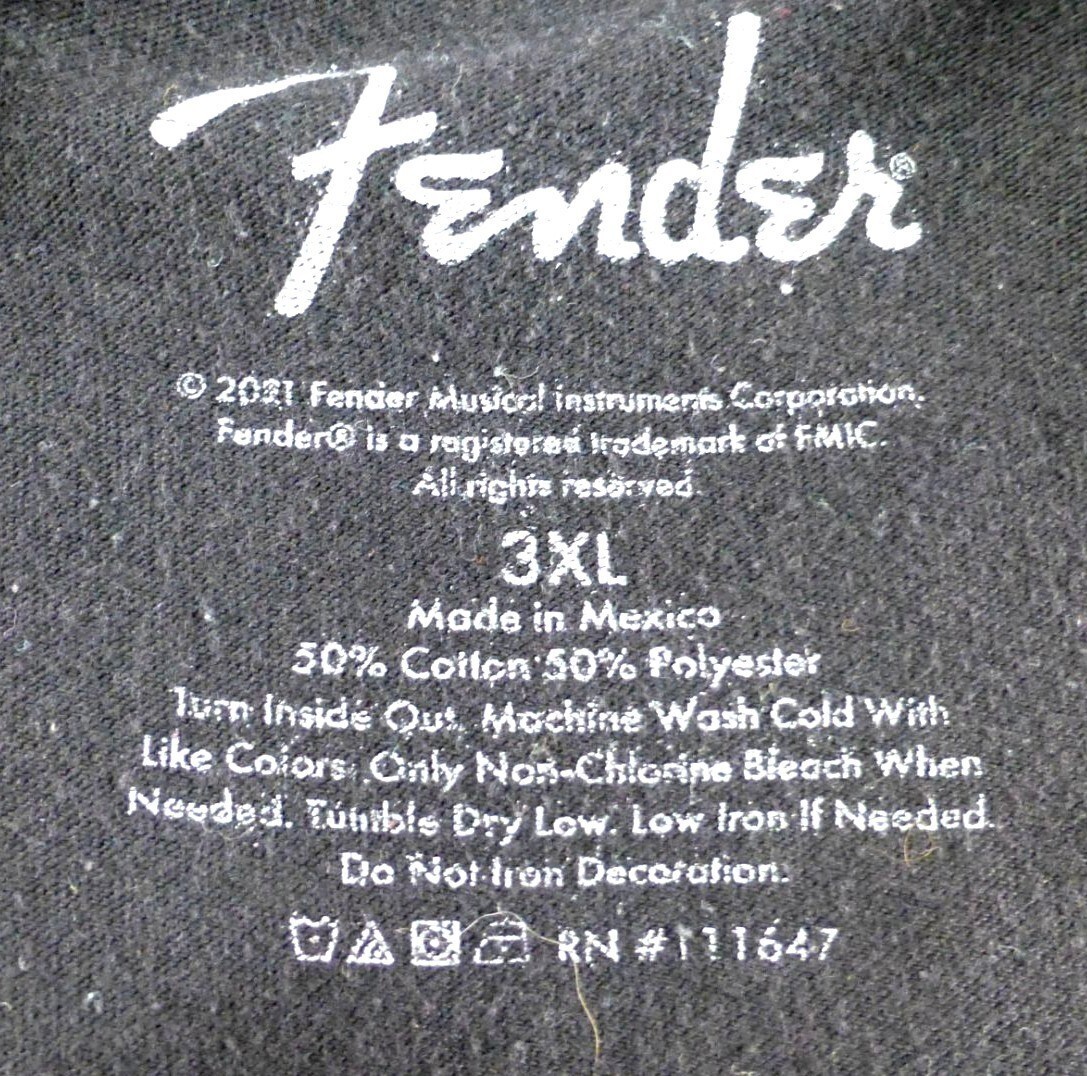 Fender®
© 2021 Fender Musical Instruments Corporation.
Fender® is a registered trademark of FMIC.
All rights reserved.
3XL
Made in Mexico
50% Cotton 50% Polyester
Turn Inside Out. Machine Wash Cold With
Like Colors. Only Non-Chlorine Bleach When
Needed. Tumble Dry Low. Low Iron If Needed.
Do Not Iron Decoration.
RN #111647